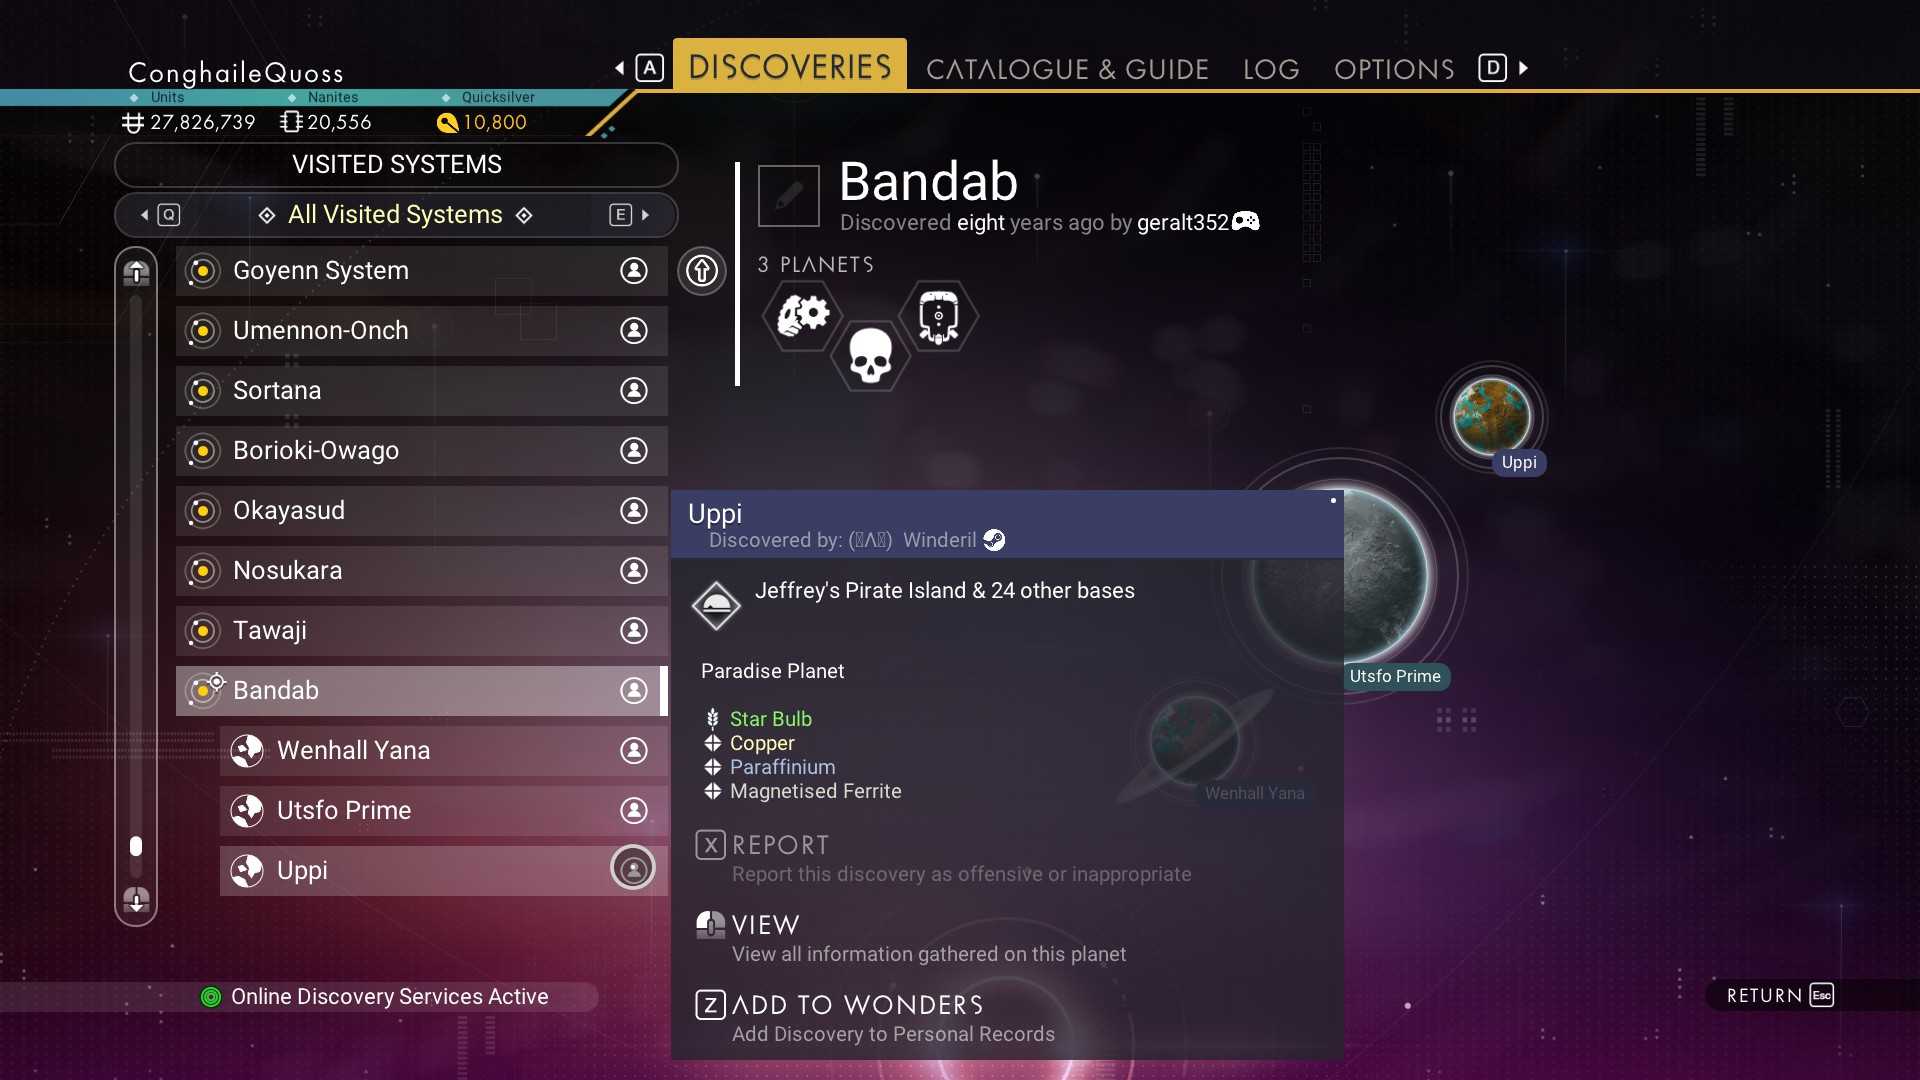 ConghaileQuoss
A DISCOVERIES CATALOGUE & GUIDE LOG OPTIONS D
Units Nanites Quicksilver
27,826,739 20,556 10,800
VISITED SYSTEMS
Q All Visited Systems E
Goyenn System
Umennon-Onch
Sortana
Borioki-Owago
Okayasud
Nosukara
Tawaji
Bandab
Wenhall Yana
Utsfo Prime
Uppi
Online Discovery Services Active
Bandab
Discovered eight years ago by geralt352
3 PLANETS
Uppi
Utsfo Prime
Wenhall Yana
Uppi
Discovered by: (▯Λ▯) Winderil
Jeffrey's Pirate Island & 24 other bases
Paradise Planet
Star Bulb
Copper
Paraffinium
Magnetised Ferrite
X REPORT
Report this discovery as offensive or inappropriate
VIEW
View all information gathered on this planet
Z ADD TO WONDERS
Add Discovery to Personal Records
RETURN Esc